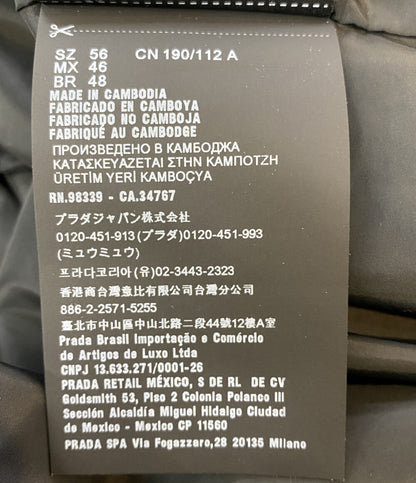 SZ 56 CN 190/112 A
MX 46
BR 48
MADE IN CAMBODIA
FABRICADO EN CAMBOYA
FABRICADO NO CAMBOJA
FABRIQUÉ AU CAMBODGE
ПРОИЗВЕДЕНО В КАМБОДЖА
ΚΑΤΑΣΚΕΥΑΖΕΤΑΙ ΣΤΗΝ ΚΑΜΠΟΤΖΗ
ÜRETİM YERİ KAMBOÇYA
RN.98339 - CA.34767
プラダジャパン株式会社
0120-451-913(プラダ)0120-451-993
(ミュウミュウ)
프라다코리아(유)02-3443-2323
香港商台灣薏比有限公司台灣分公司
886-2-2571-5255
臺北市中山區中山北路二段44號12樓A室
Prada Brasil Importação e Comércio
de Artigos de Luxo Ltda
CNPJ 13.633.271/0001-26
PRADA RETAIL MÉXICO, S DE RL DE CV
Goldsmith 53, Piso 2 Colonia Polanco III
Sección Alcaldía Miguel Hidalgo Ciudad
de Mexico - Mexico CP 11560
PRADA SPA Via Fogazzaro,28 20135 Milano